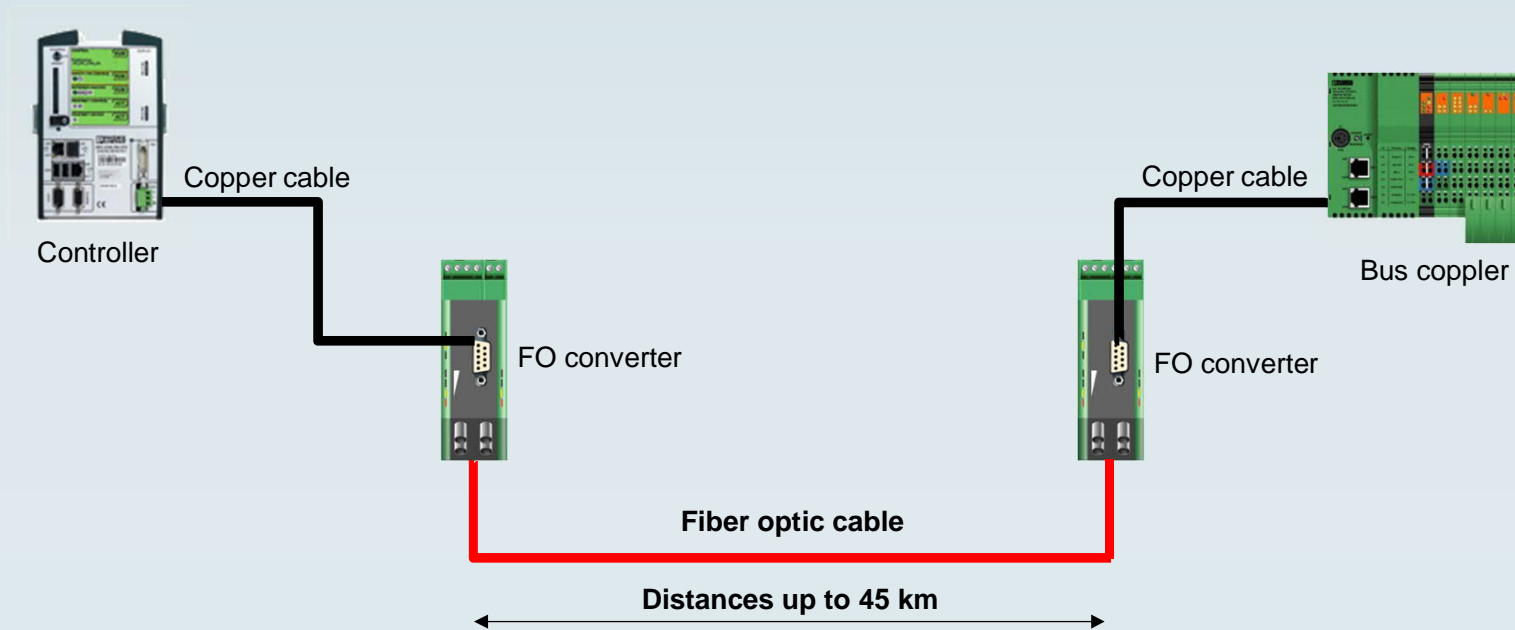 Copper cable
Copper cable
Controller
Bus coppler
FO converter
FO converter
Fiber optic cable
Distances up to 45 km